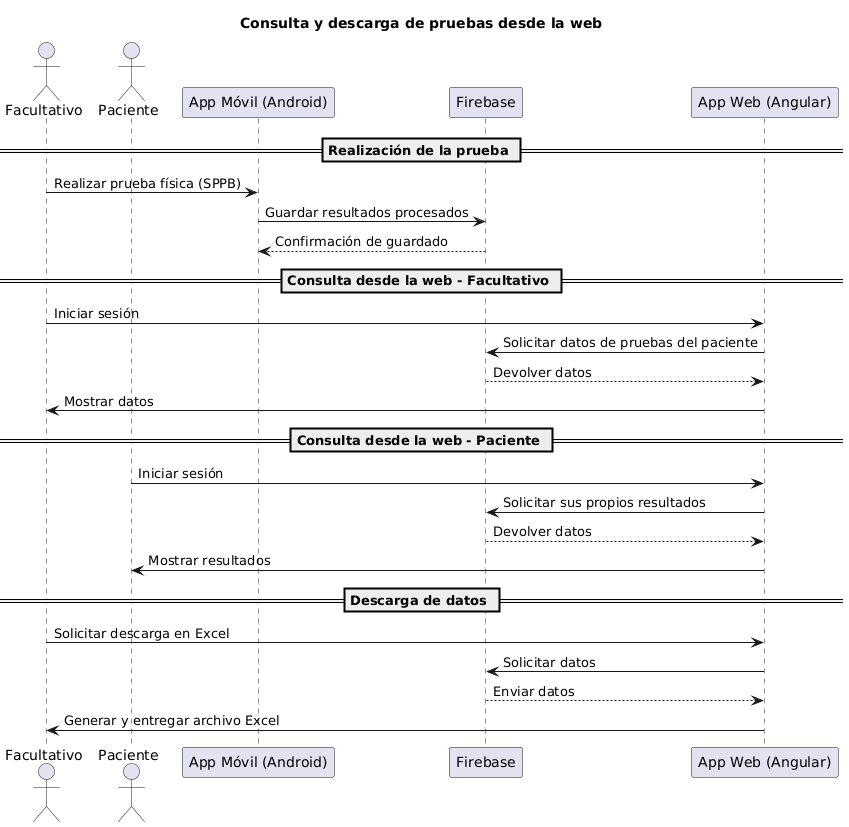 Consulta y descarga de pruebas desde la web
Facultativo
Paciente
App Móvil (Android)
Firebase
App Web (Angular)
Realización de la prueba
Realizar prueba física (SPPB)
Guardar resultados procesados
Confirmación de guardado
Consulta desde la web - Facultativo
Iniciar sesión
Solicitar datos de pruebas del paciente
Devolver datos
Mostrar datos
Consulta desde la web - Paciente
Iniciar sesión
Solicitar sus propios resultados
Devolver datos
Mostrar resultados
Descarga de datos
Solicitar descarga en Excel
Solicitar datos
Enviar datos
Generar y entregar archivo Excel
Facultativo
Paciente
App Móvil (Android)
Firebase
App Web (Angular)